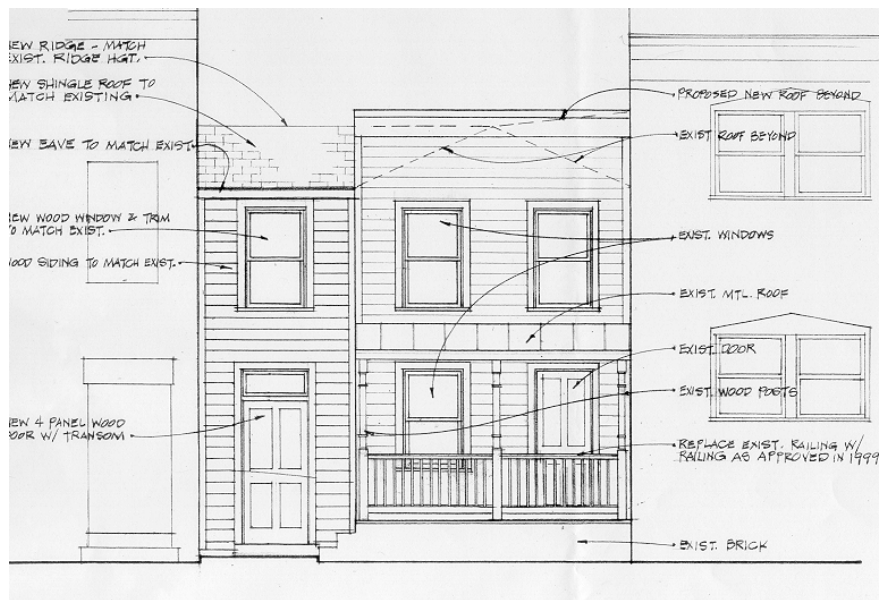 EW RIDGE - MATCH
EXIST. RIDGE HGT.
EW SHINGLE ROOF TO
MATCH EXISTING
EW EAVE TO MATCH EXIST.
EW WOOD WINDOW & TRIM
TO MATCH EXIST.
OOD SIDING TO MATCH EXIST.
EW 4 PANEL WOOD
OOR W/ TRANSOM
PROPOSED NEW ROOF BEYOND
EXIST ROOF BEYOND
EXIST. WINDOWS
EXIST. MTL. ROOF
EXIST. DOOR
EXIST. WOOD POSTS
REPLACE EXIST. RAILING W/
RAILING AS APPROVED IN 1999
EXIST. BRICK